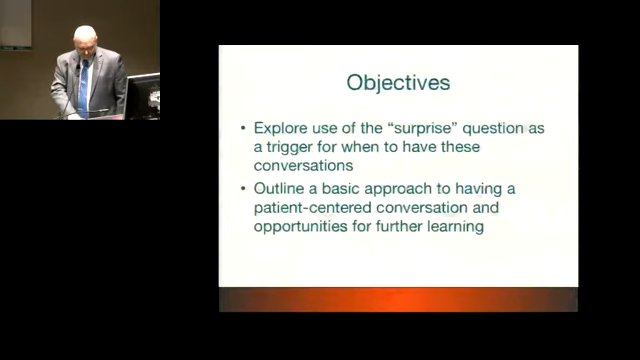 Objectives
• Explore use of the “surprise” question as
a trigger for when to have these
conversations
• Outline a basic approach to having a
patient-centered conversation and
opportunities for further learning